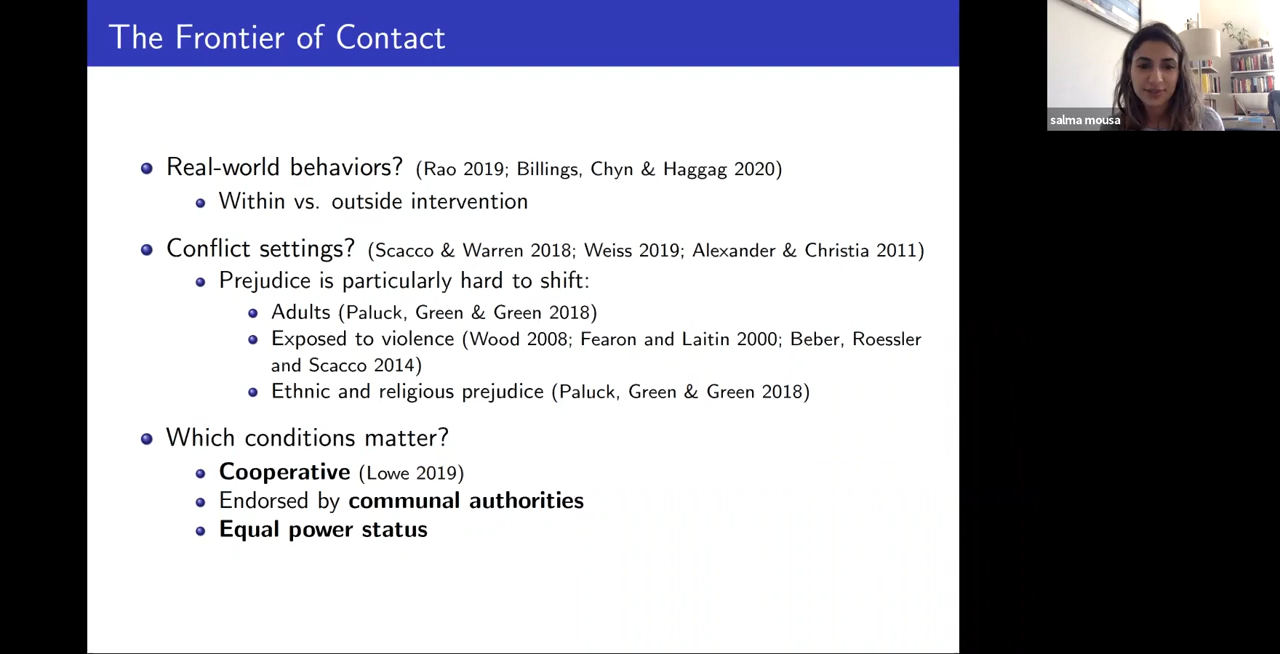 The Frontier of Contact
salma mousa
Real-world behaviors? (Rao 2019; Billings, Chyn & Haggag 2020)
Within vs. outside intervention
Conflict settings? (Scacco & Warren 2018; Weiss 2019; Alexander & Christia 2011)
Prejudice is particularly hard to shift:
Adults (Paluck, Green & Green 2018)
Exposed to violence (Wood 2008; Fearon and Laitin 2000; Beber, Roessler
and Scacco 2014)
Ethnic and religious prejudice (Paluck, Green & Green 2018)
Which conditions matter?
Cooperative (Lowe 2019)
Endorsed by communal authorities
Equal power status